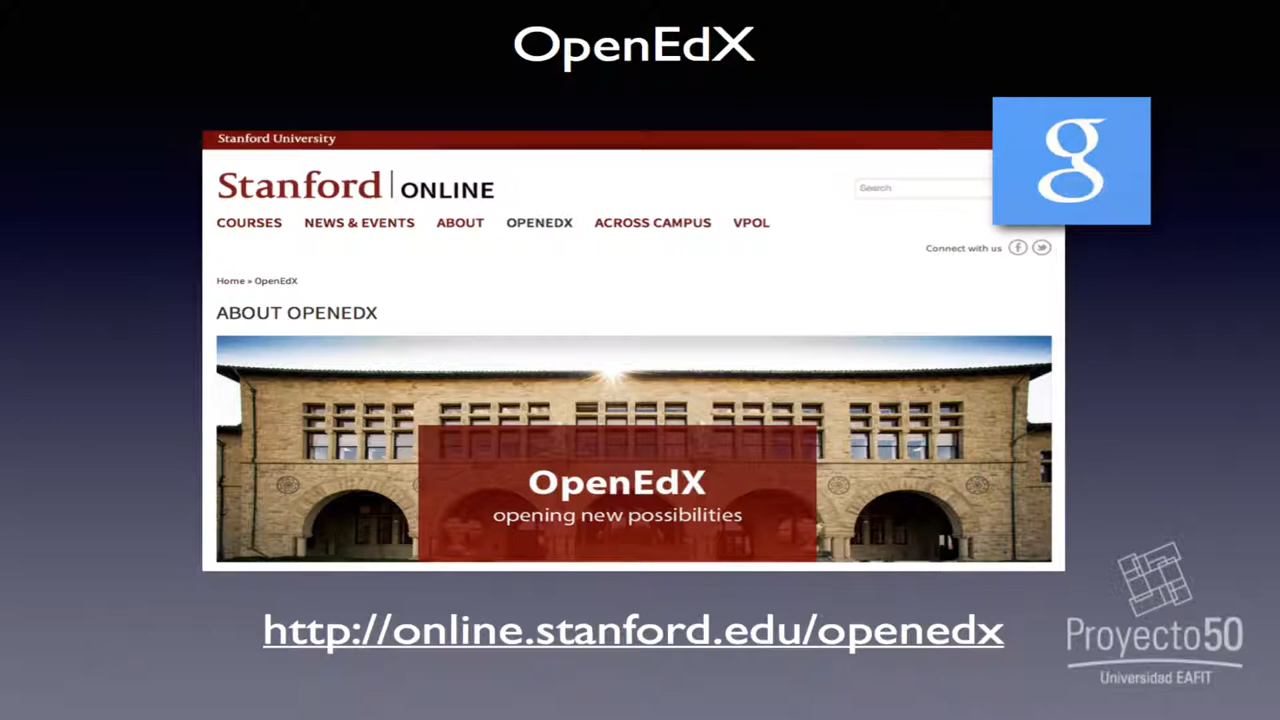 OpenEdX
Stanford University
g
Stanford | ONLINE
Search
COURSES NEWS & EVENTS ABOUT OPENEDX ACROSS CAMPUS VPOL
Connect with us
Home » OpenEdX
ABOUT OPENEDX
OpenEdX
opening new possibilities
http://online.stanford.edu/openedx
Proyecto50
Universidad EAFIT